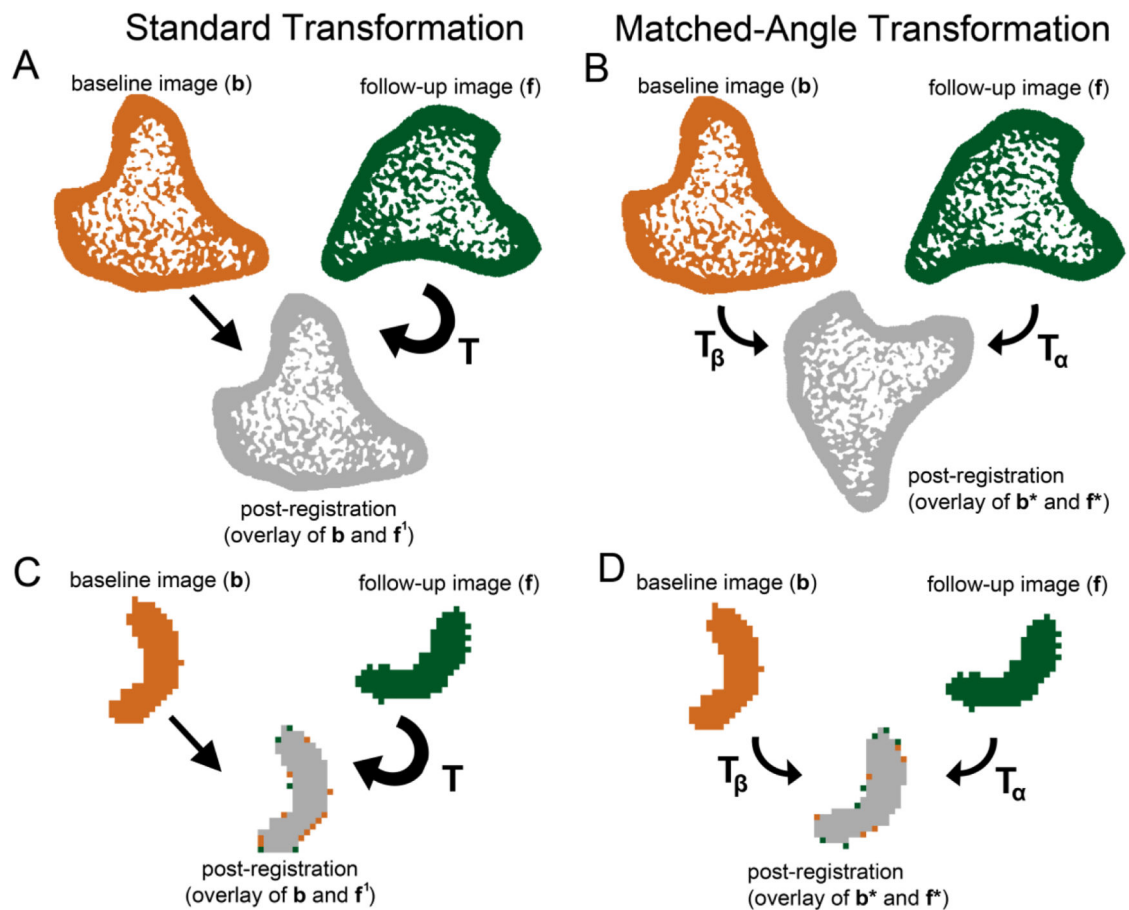 Standard Transformation
Matched-Angle Transformation
A
baseline image (b)
follow-up image (f)
T
post-registration
(overlay of b and f¹)
B
baseline image (b)
follow-up image (f)
Tβ
Tα
post-registration
(overlay of b* and f*)
C
baseline image (b)
follow-up image (f)
T
post-registration
(overlay of b and f¹)
D
baseline image (b)
follow-up image (f)
Tβ
Tα
post-registration
(overlay of b* and f*)